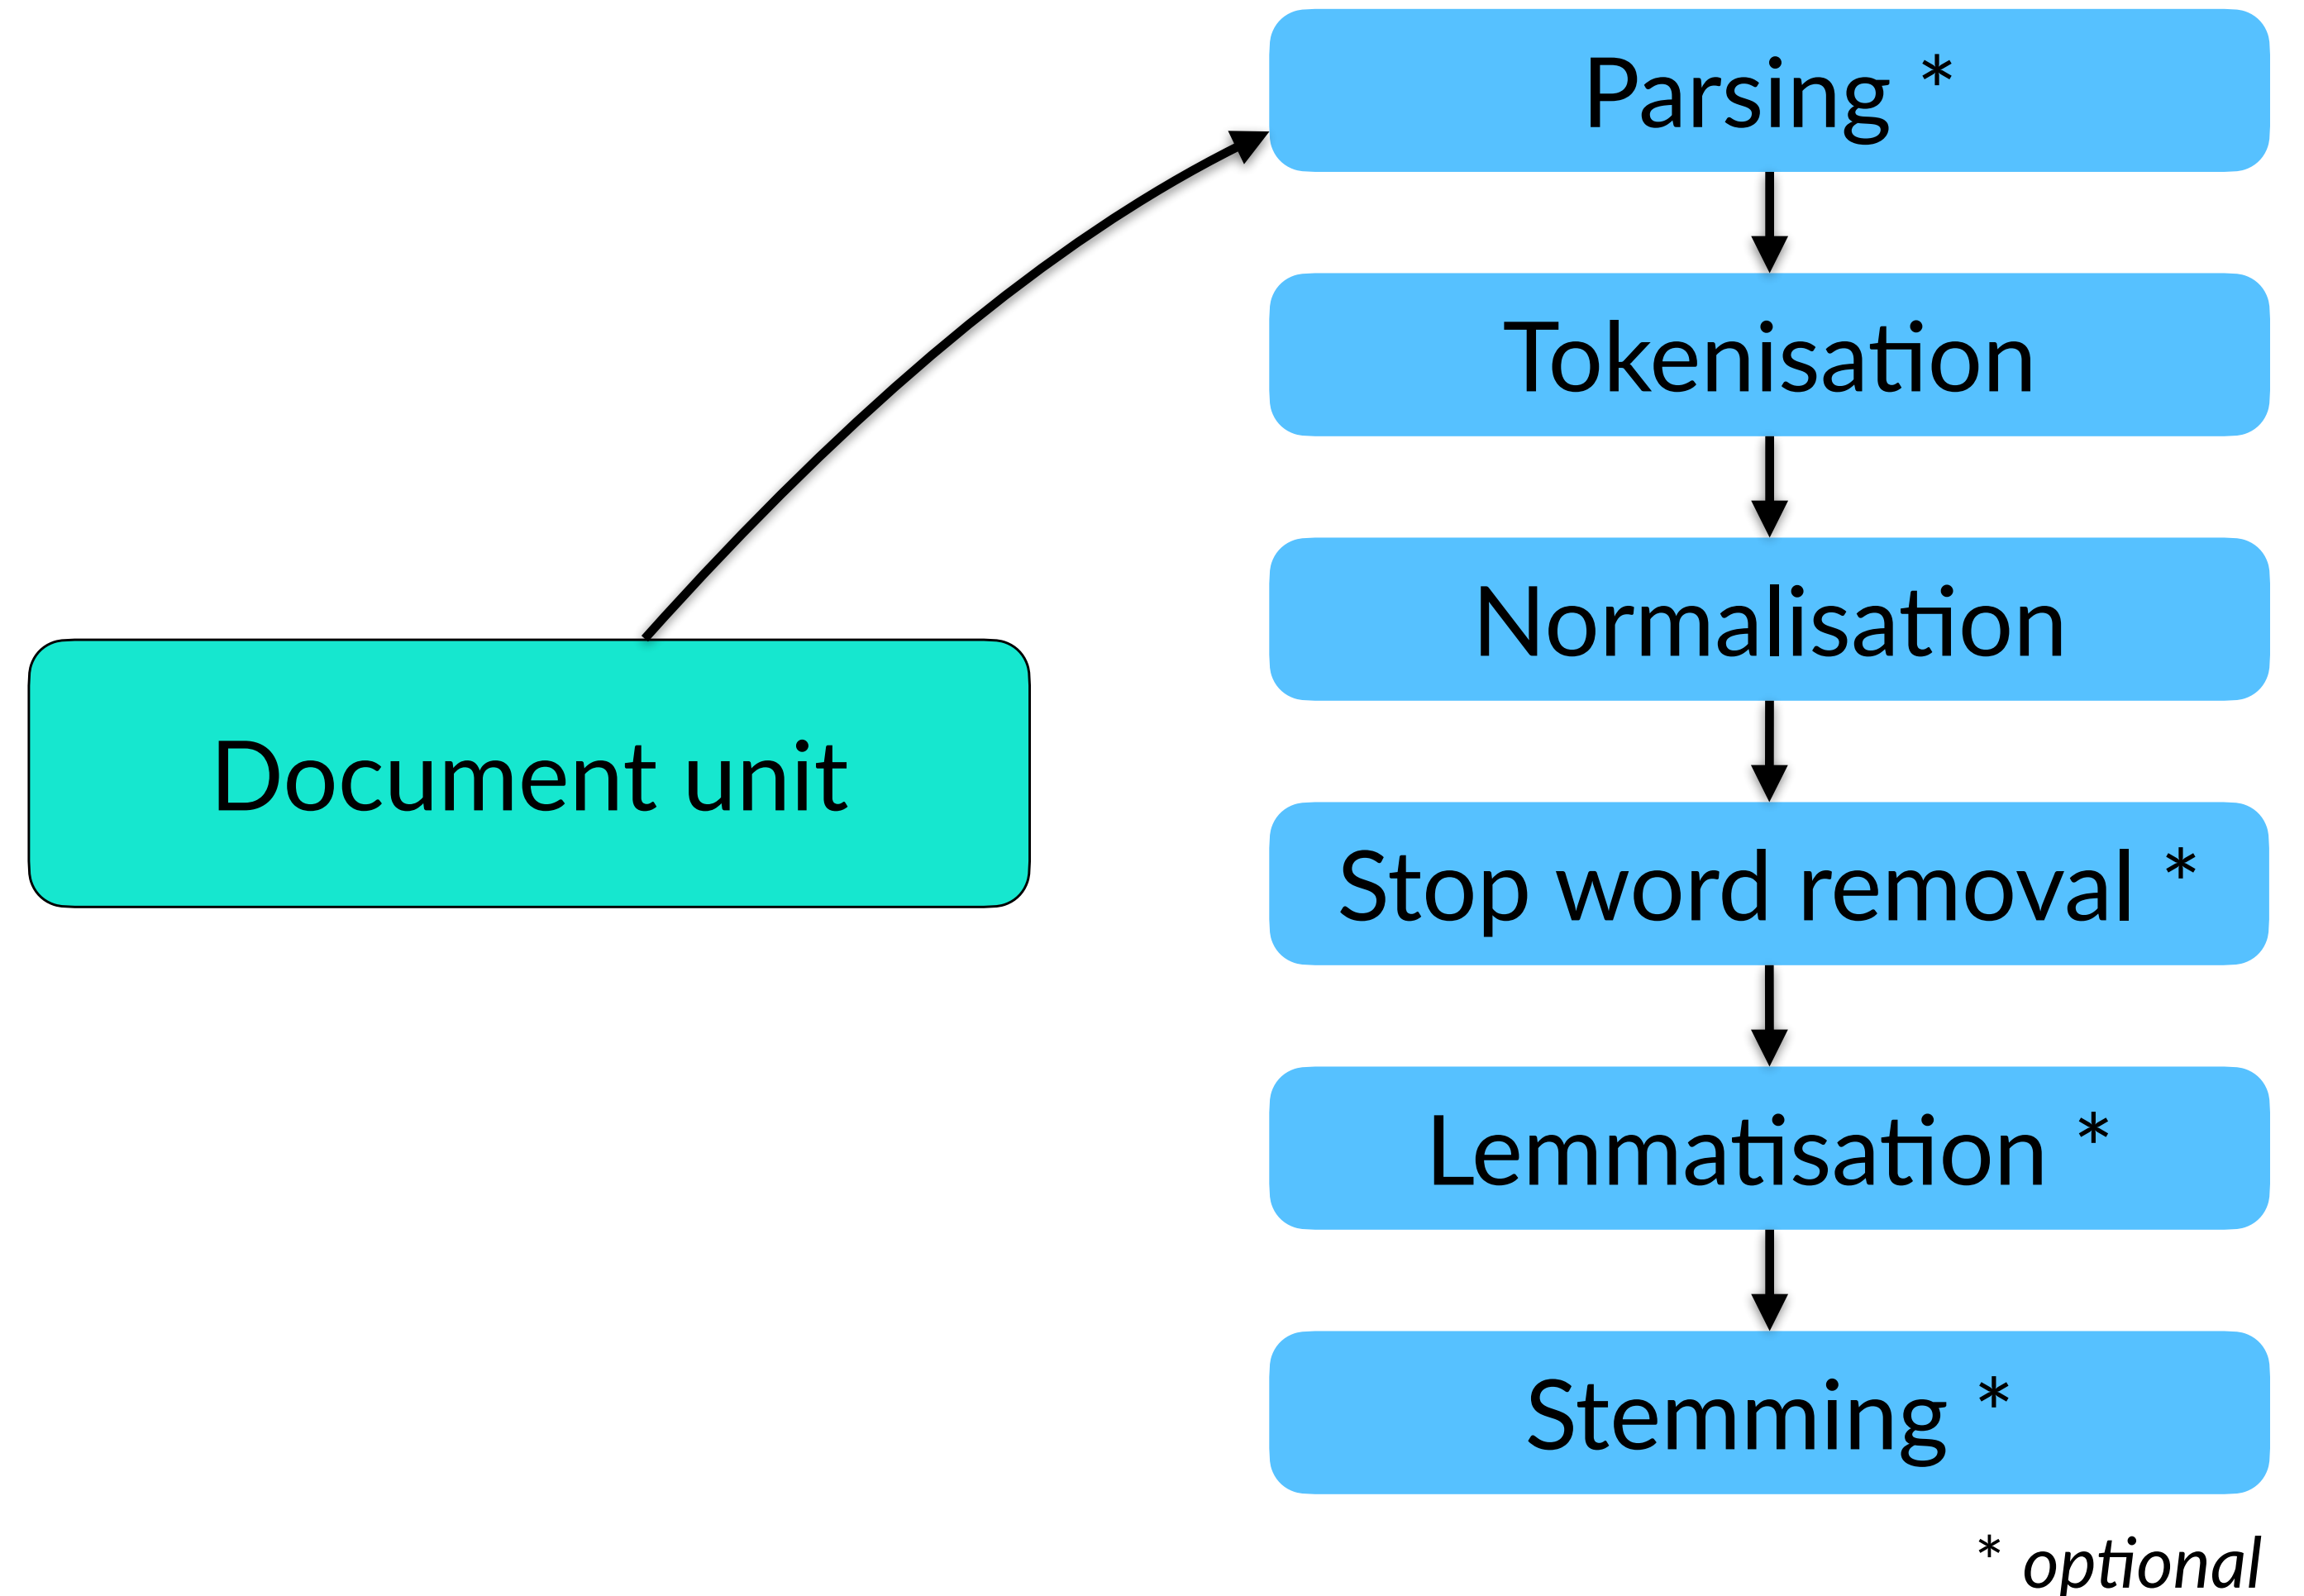 Parsing *
Tokenisation
Normalisation
Document unit
Stop word removal *
Lemmatisation *
Stemming *
* optional